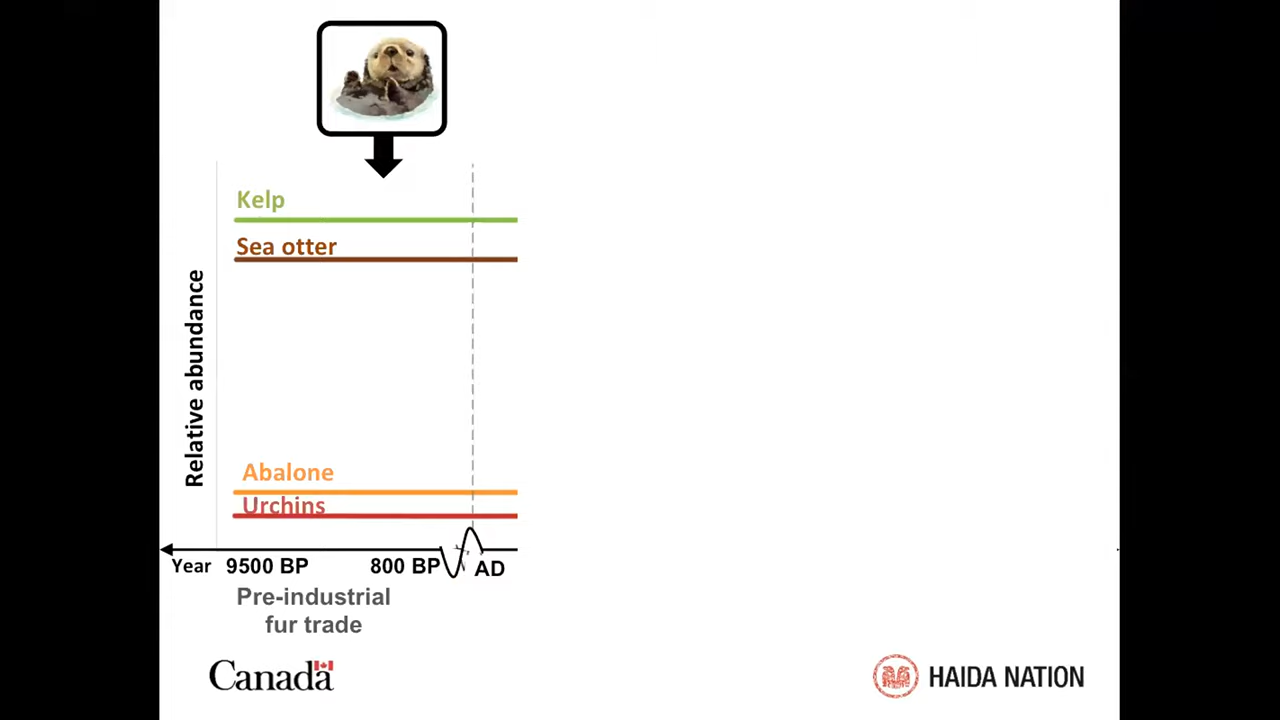 Kelp
Sea otter
Relative abundance
Abalone
Urchins
Year 9500 BP 800 BP AD
Pre-industrial
fur trade
Canada
HAIDA NATION